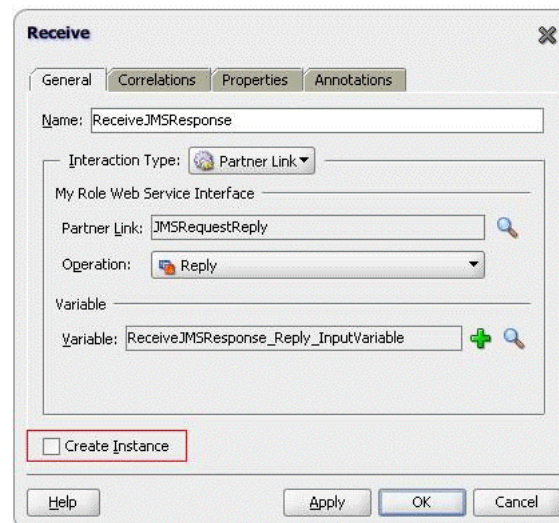 Receive
General Correlations Properties Annotations
Name: ReceiveJMSResponse
Interaction Type: Partner Link
My Role Web Service Interface
Partner Link: JMSRequestReply
Operation: Reply
Variable
Variable: ReceiveJMSResponse_Reply_InputVariable
Create Instance
Help Apply OK Cancel